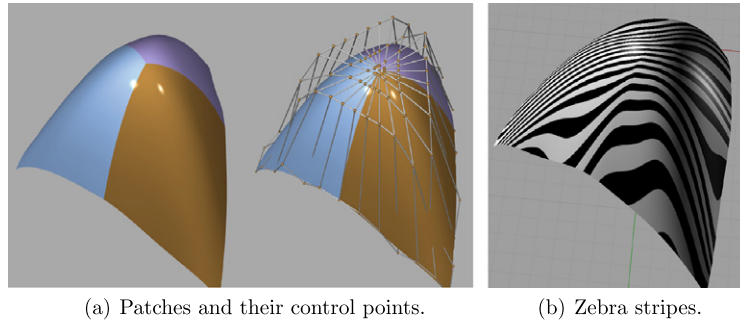 (a) Patches and their control points.
(b) Zebra stripes.